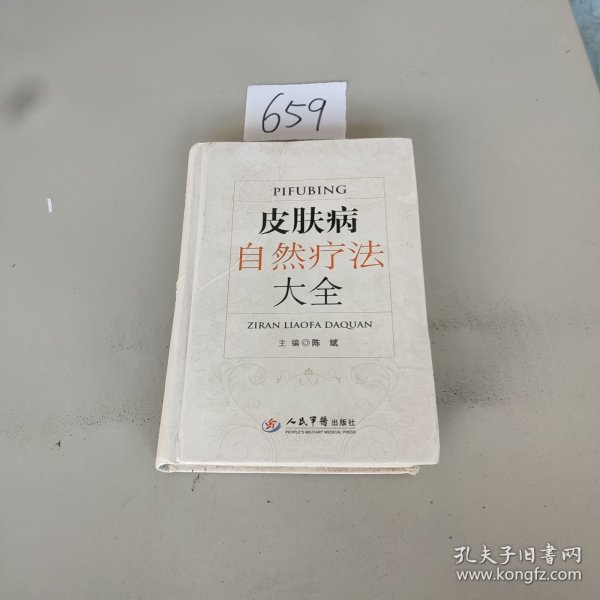 659
PIFUBING
皮肤病
自然疗法
大全
ZIRAN LIAOFA DAQUAN
主 编◎陈 斌
人民军医出版社
PEOPLE'S MILITARY MEDICAL PRESS
孔夫子旧书网
www.kongfz.com